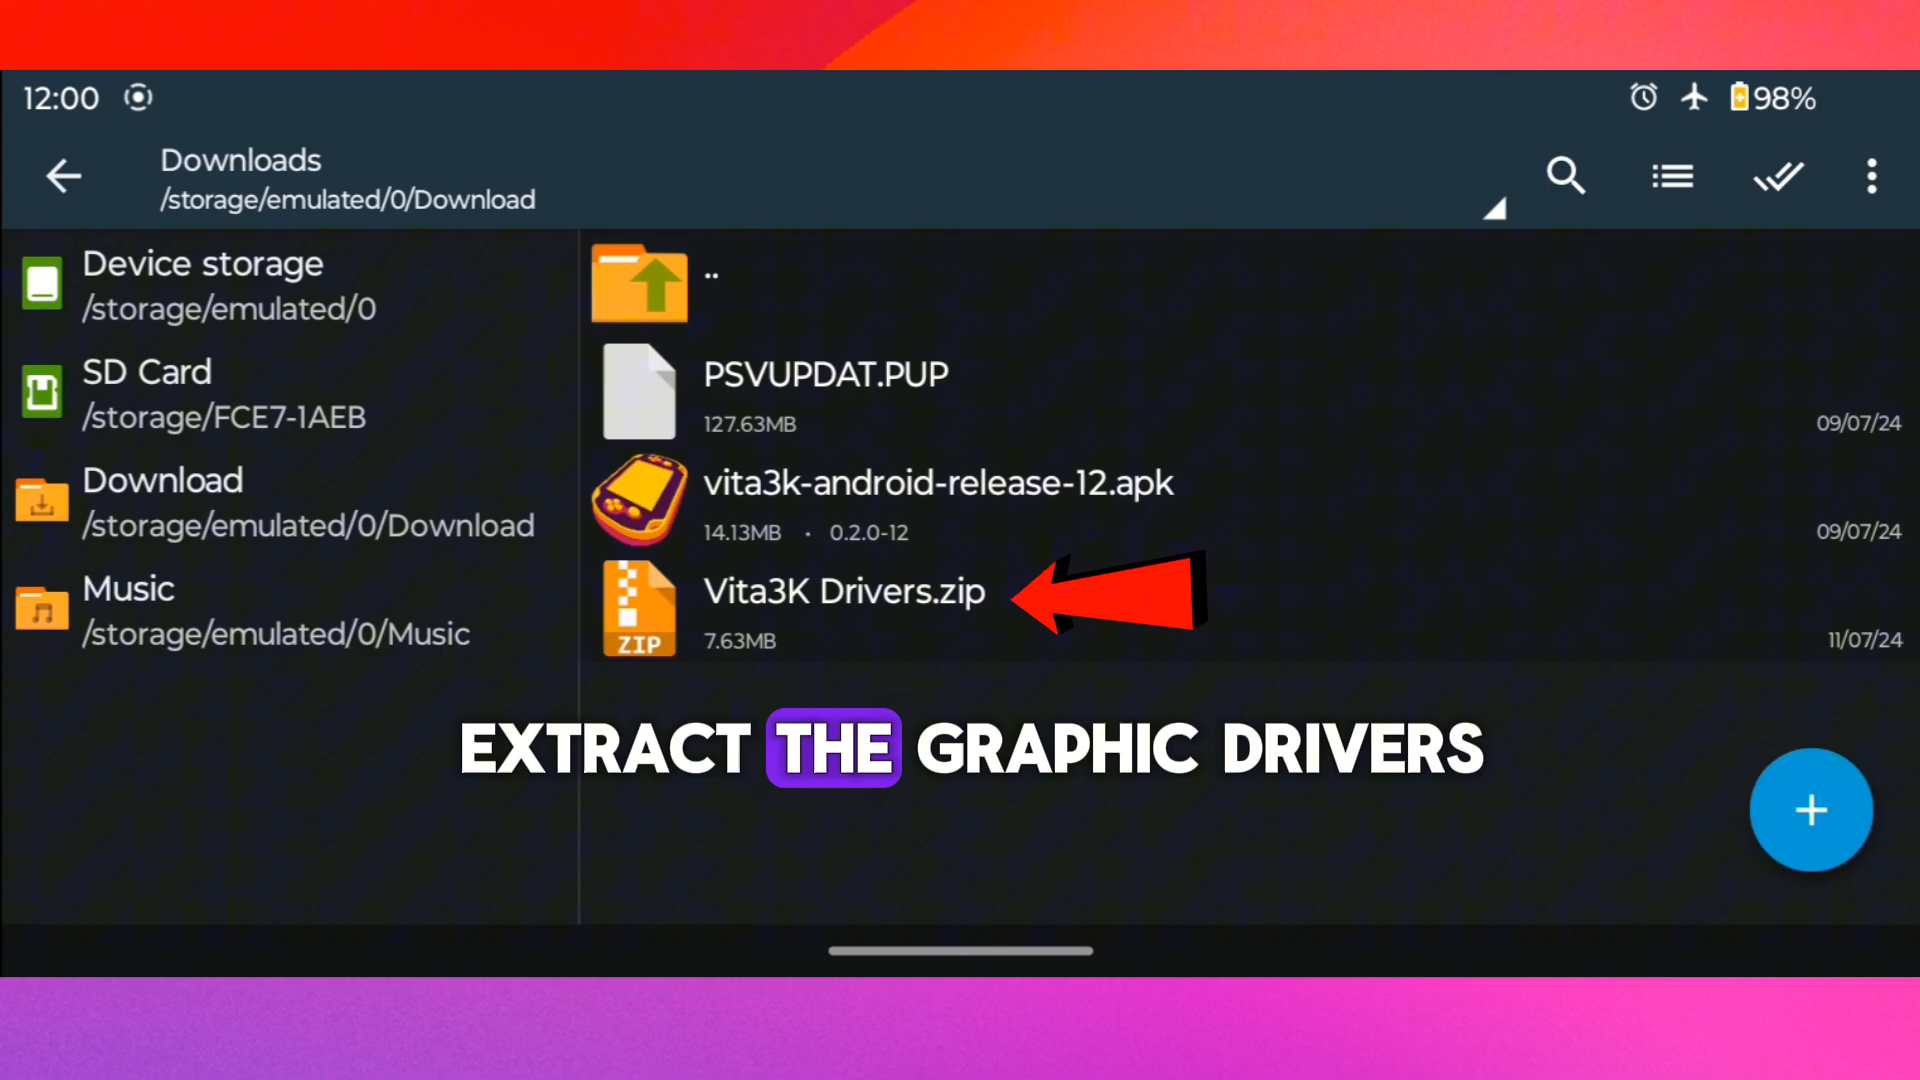 12:00
98%
Downloads
/storage/emulated/0/Download
Device storage
/storage/emulated/0
SD Card
/storage/FCE7-1AEB
Download
/storage/emulated/0/Download
Music
/storage/emulated/0/Music
..
PSVUPDAT.PUP
127.63MB
09/07/24
vita3k-android-release-12.apk
14.13MB · 0.2.0-12
09/07/24
Vita3K Drivers.zip
ZIP
7.63MB
11/07/24
EXTRACT THE GRAPHIC DRIVERS